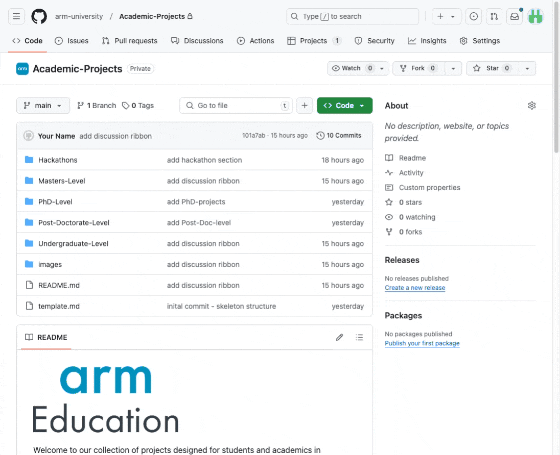 arm-university / Academic-Projects
Type / to search
Code
Issues
Pull requests
Discussions
Actions
Projects 1
Security
Insights
Settings
arm Academic-Projects Private
Watch 0
Fork 0
Star 0
main
1 Branch
0 Tags
Go to file t
Code
Your Name add discussion ribbon 101a7ab · 15 hours ago 10 Commits
Hackathons add hackathon section 18 hours ago
Masters-Level add discussion ribbon 15 hours ago
PhD-Level add PhD-projects yesterday
Post-Doctorate-Level add Post-Doc-level yesterday
Undergraduate-Level add discussion ribbon 15 hours ago
images add discussion ribbon 15 hours ago
README.md add discussion ribbon 15 hours ago
template.md inital commit - skeleton structure yesterday
README
arm
Education
Welcome to our collection of projects designed for students and academics in
About
No description, website, or topics
provided.
Readme
Activity
Custom properties
0 stars
0 watching
0 forks
Releases
No releases published
Create a new release
Packages
No packages published
Publish your first package